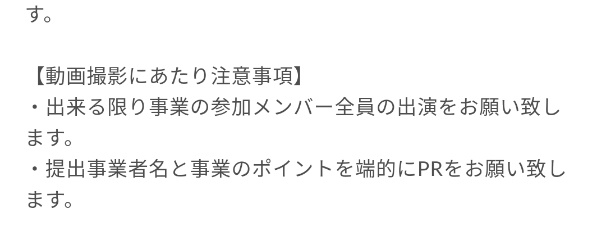 す。
【動画撮影にあたり注意事項】
・出来る限り事業の参加メンバー全員の出演をお願い致し
ます。
・提出事業者名と事業のポイントを端的にPRをお願い致し
ます。